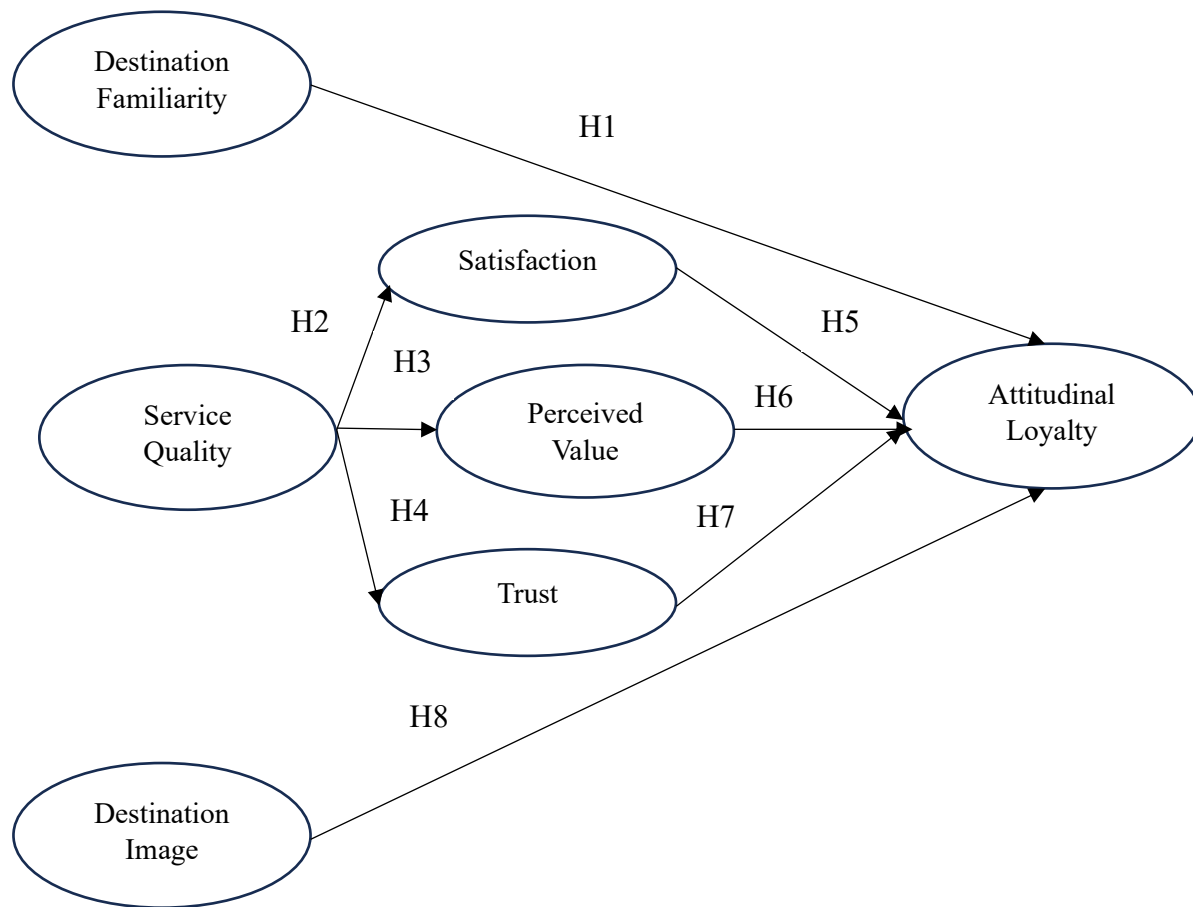 Destination
Familiarity
H1
Satisfaction
H2
H5
H3
Service
Quality
Perceived
Value
H6
Attitudinal
Loyalty
H4
H7
Trust
H8
Destination
Image